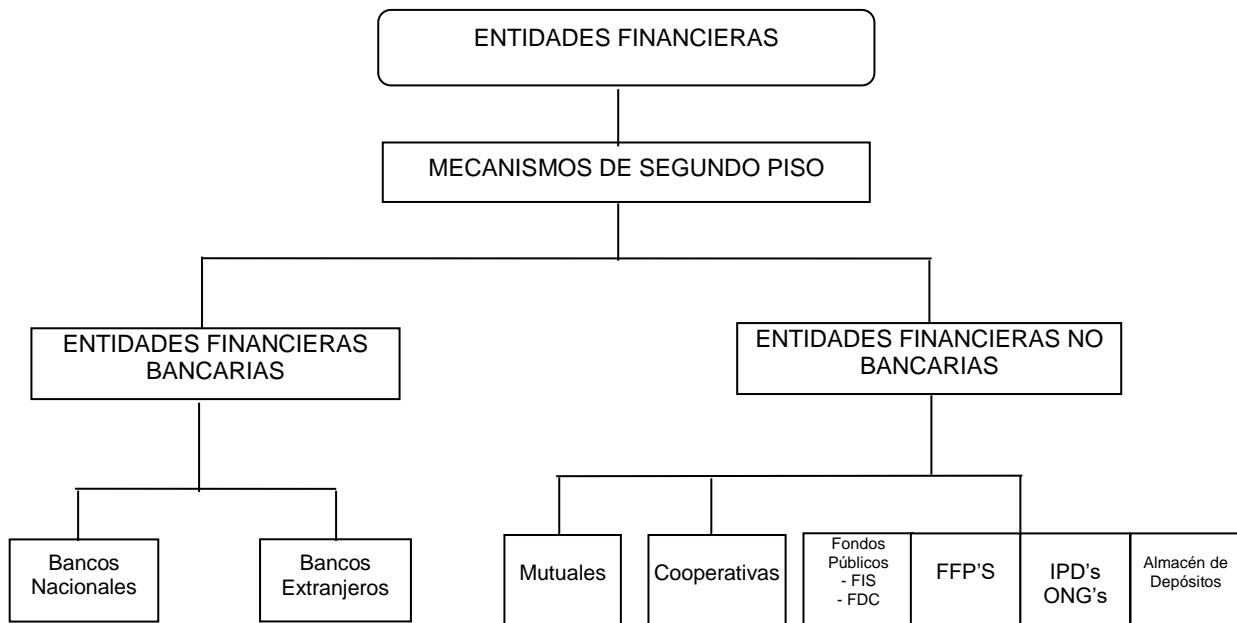 ENTIDADES FINANCIERAS
MECANISMOS DE SEGUNDO PISO
ENTIDADES FINANCIERAS
BANCARIAS
ENTIDADES FINANCIERAS NO
BANCARIAS
Bancos
Nacionales
Bancos
Extranjeros
Mutuales
Cooperativas
Fondos
Públicos
- FIS
- FDC
FFP'S
IPD's
ONG's
Almacén de
Depósitos